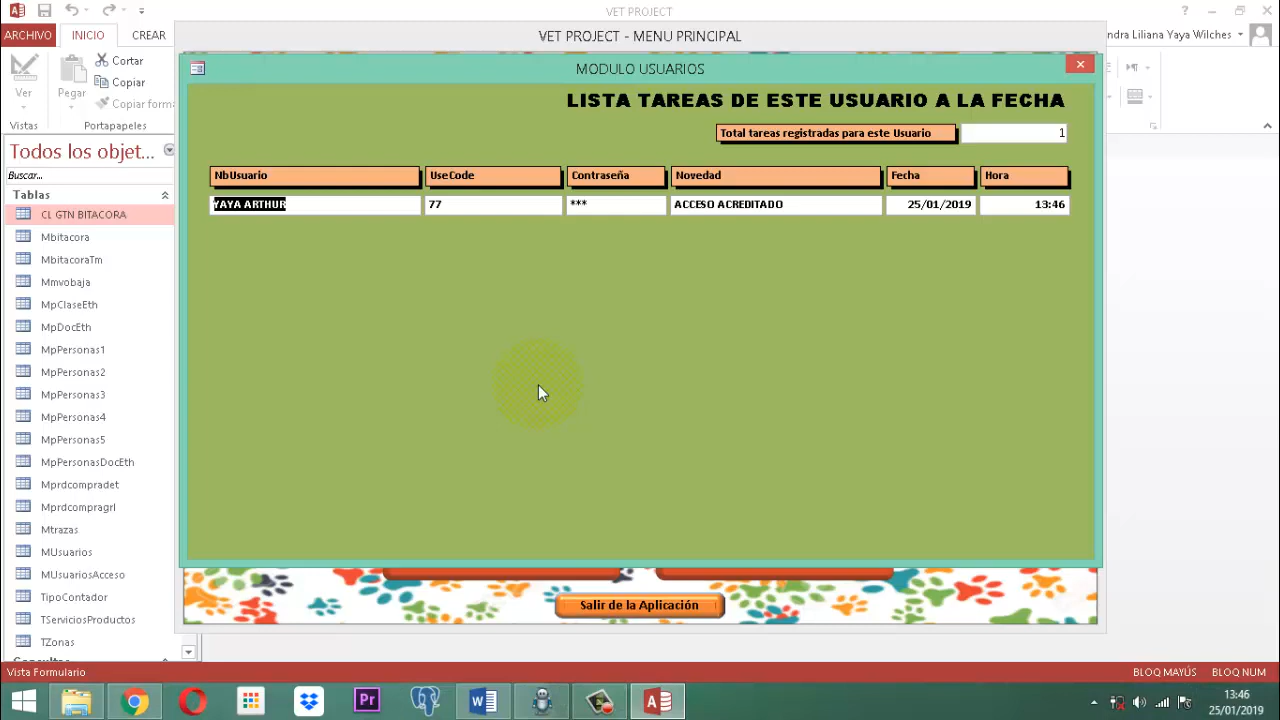 VET PROJECT
ARCHIVO INICIO CREAR
ndra Liliana Yaya Wilches
Ver
Vistas
Pegar
Cortar
Copiar
Copiar form
Portapapeles
VET PROJECT - MENU PRINCIPAL
MODULO USUARIOS
LISTA TAREAS DE ESTE USUARIO A LA FECHA
Total tareas registradas para este Usuario 1
NbUsuario UseCode Contraseña Novedad Fecha Hora
YAYA ARTHUR 77 *** ACCESO ACREDITADO 25/01/2019 13:46
Todos los objet...
Buscar...
Tablas
CL GTN BITACORA
Mbitacora
MbitacoraTm
Mmvobaja
MpClaseEth
MpDocEth
MpPersonas1
MpPersonas2
MpPersonas3
MpPersonas4
MpPersonas5
MpPersonasDocEth
Mprdcompradet
Mprdcompragrl
Mtrazas
MUsuarios
MUsuariosAcceso
TipoContador
TServiciosProductos
TZonas
Salir de la Aplicación
Vista Formulario
BLOQ MAYÚS BLOQ NUM
Pr
13:46
25/01/2019